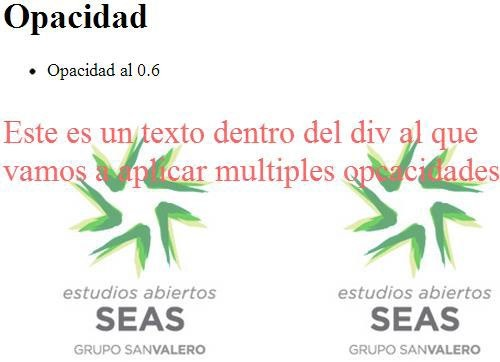 Opacidad
Opacidad al 0.6
Este es un texto dentro del div al que
vamos a aplicar multiples opcacidades
estudios abiertos estudios abiertos
SEAS SEAS
GRUPO SANVALERO GRUPO SANVALERO